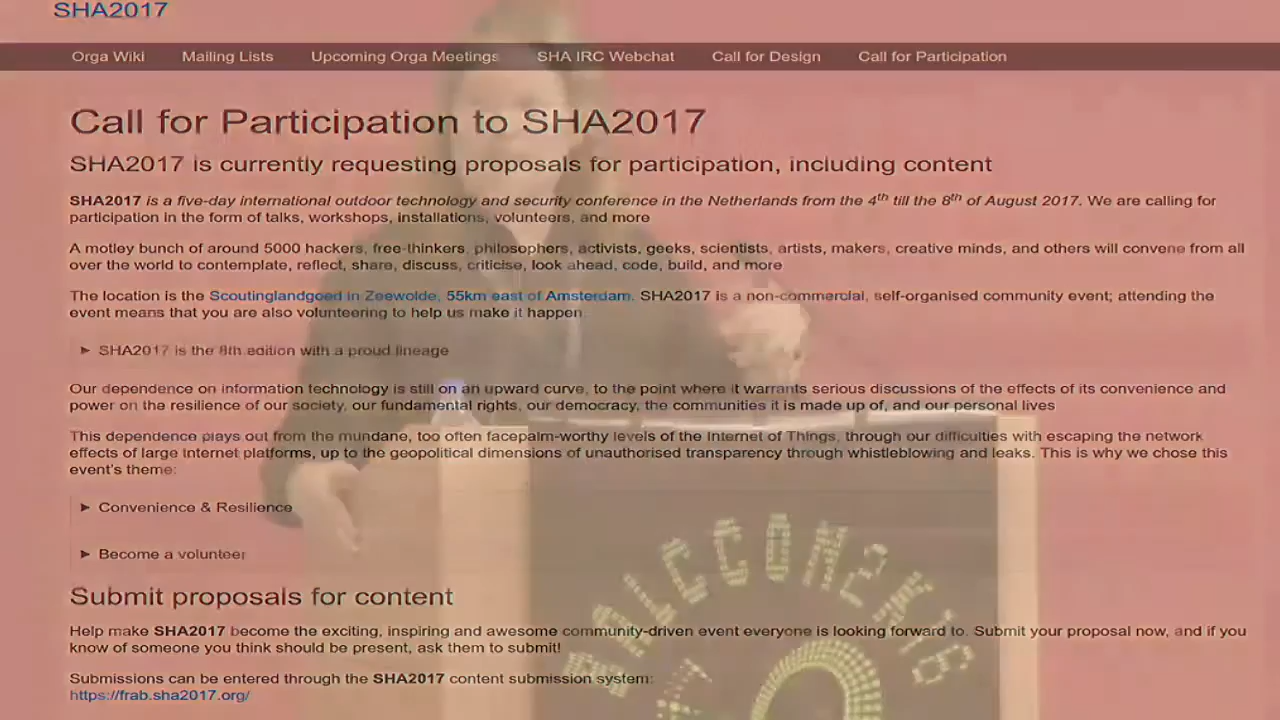 SHA2017
Orga Wiki Mailing Lists Upcoming Orga Meetings SHA IRC Webchat Call for Design Call for Participation
Call for Participation to SHA2017
SHA2017 is currently requesting proposals for participation, including content
SHA2017 is a five-day international outdoor technology and security conference in the Netherlands from the 4th till the 8th of August 2017. We are calling for
participation in the form of talks, workshops, installations, volunteers, and more
A motley bunch of around 5000 hackers, free-thinkers, philosophers, activists, geeks, scientists, artists, makers, creative minds, and others will convene from all
over the world to contemplate, reflect, share, discuss, criticise, look ahead, code, build, and more
The location is the Scoutinglandgoed in Zeewolde, 55km east of Amsterdam. SHA2017 is a non-commercial, self-organised community event; attending the
event means that you are also volunteering to help us make it happen.
► SHA2017 is the 8th edition with a proud lineage
Our dependence on information technology is still on an upward curve, to the point where it warrants serious discussions of the effects of its convenience and
power on the resilience of our society, our fundamental rights, our democracy, the communities it is made up of, and our personal lives
This dependence plays out from the mundane, too often facepalm-worthy levels of the Internet of Things, through our difficulties with escaping the network
effects of large internet platforms, up to the geopolitical dimensions of unauthorised transparency through whistleblowing and leaks. This is why we chose this
event's theme:
► Convenience & Resilience
► Become a volunteer
Submit proposals for content
Help make SHA2017 become the exciting, inspiring and awesome community-driven event everyone is looking forward to. Submit your proposal now, and if you
know of someone you think should be present, ask them to submit!
Submissions can be entered through the SHA2017 content submission system:
https://frab.sha2017.org/